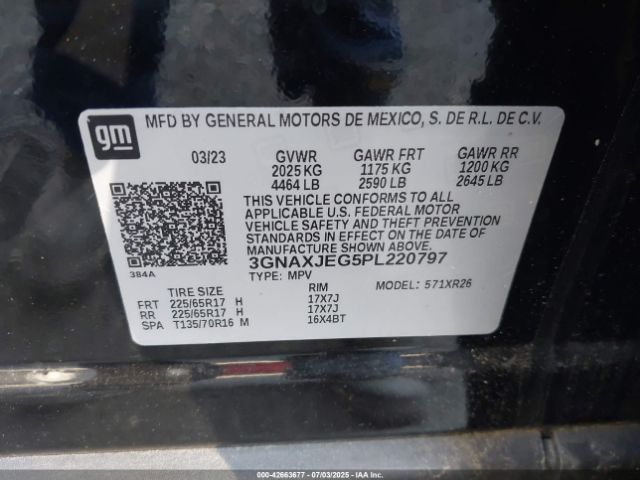 gm
MFD BY GENERAL MOTORS DE MEXICO, S. DE R.L. DE C.V.
03/23 GVWR GAWR FRT GAWR RR
2025 KG 1175 KG 1200 KG
4464 LB 2590 LB 2645 LB
THIS VEHICLE CONFORMS TO ALL
APPLICABLE U.S. FEDERAL MOTOR
VEHICLE SAFETY AND THEFT PREVENTION
STANDARDS IN EFFECT ON THE DATE OF
MANUFACTURE SHOWN ABOVE.
3GNAXJEG5PL220797
384A TYPE: MPV MODEL: 571XR26
TIRE SIZE RIM
FRT 225/65R17 H 17X7J
RR 225/65R17 H 17X7J
SPA T135/70R16 M 16X4BT
000-42663677 - 07/03/2025 - IAAI.CA